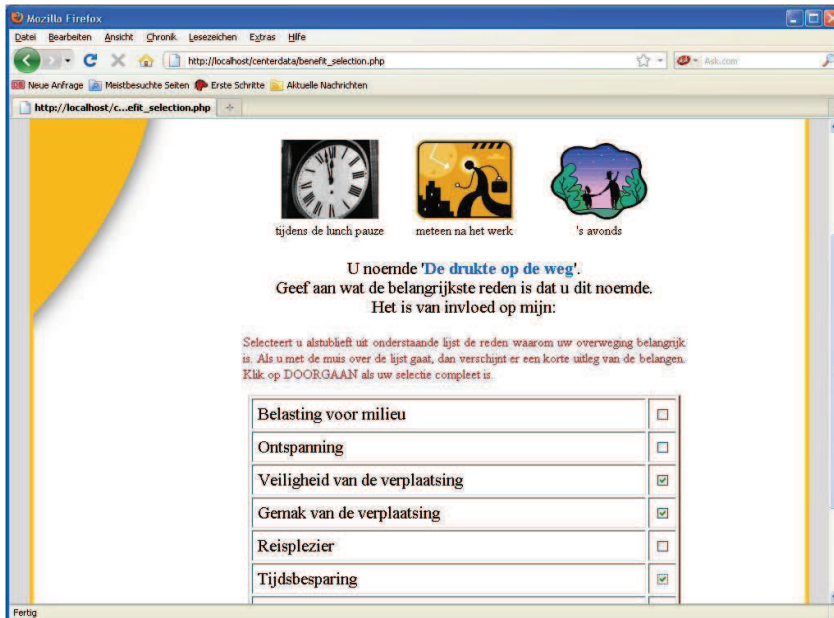 Mozilla Firefox
Datei Bearbeiten Ansicht Chronik Lesezeichen Extras Hilfe
http://localhost/centerdata/benefit_selection.php
Ask.com
Neue Anfrage Meistbesuchte Seiten Erste Schritte Aktuelle Nachrichten
http://localhost/c...efit_selection.php
tijdens de lunch pauze meteen na het werk 's avonds
U noemde 'De drukte op de weg'.
Geef aan wat de belangrijkste reden is dat u dit noemde.
Het is van invloed op mijn:
Selecteert u alstublieft uit onderstaande lijst de reden waarom uw overweging belangrijk
is. Als u met de muis over de lijst gaat, dan verschijnt er een korte uitleg van de belangen.
Klik op DOORGAAN als uw selectie compleet is.
Belasting voor milieu
Ontspanning
Veiligheid van de verplaatsing
Gemak van de verplaatsing
Reisplezier
Tijdsbesparing
Fertig